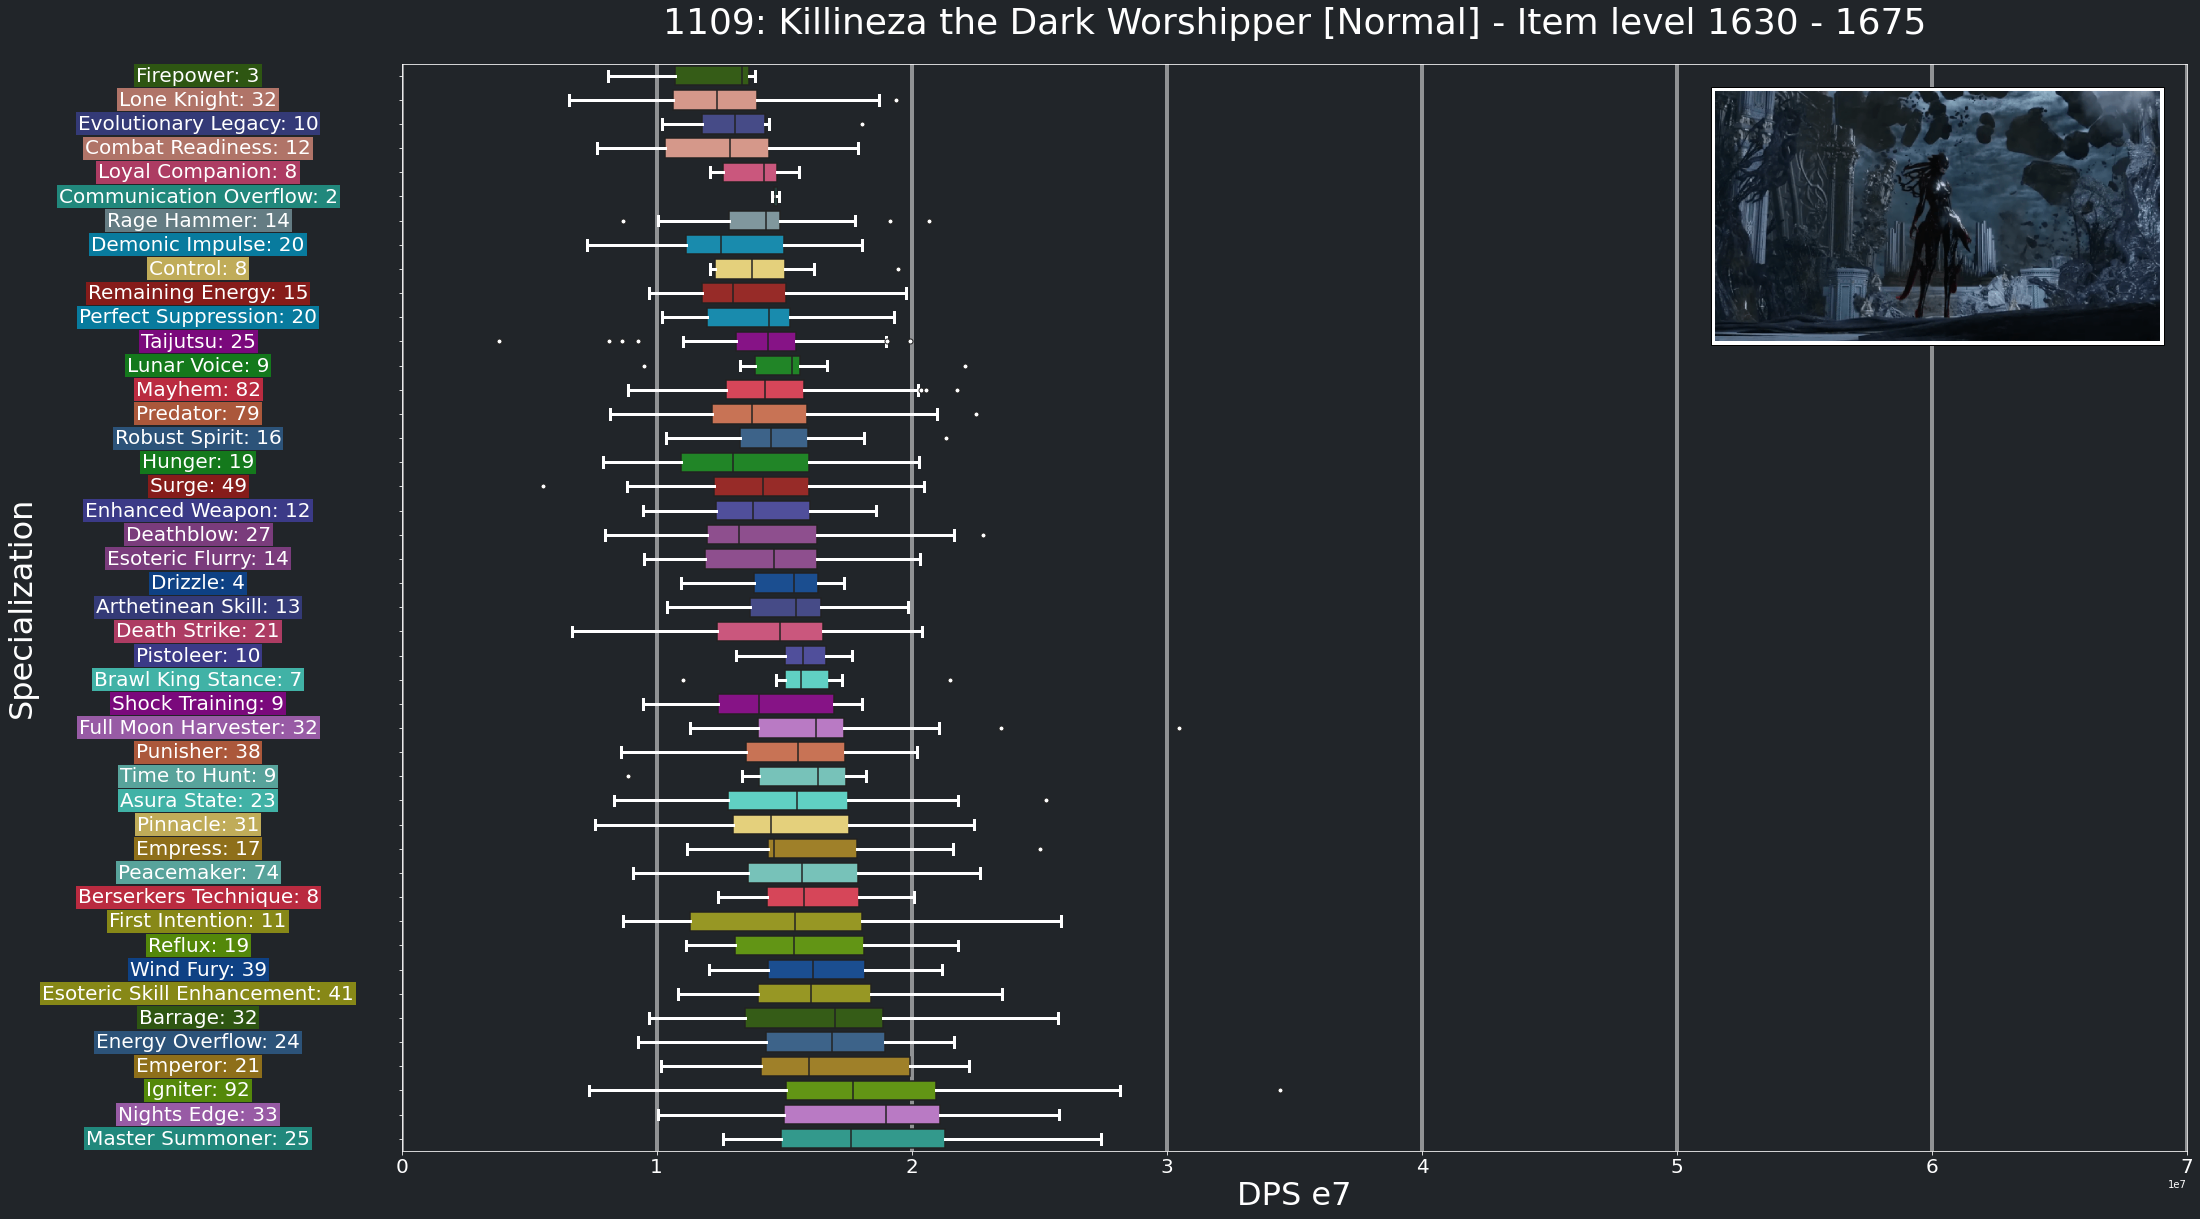 1109: Killineza the Dark Worshipper [Normal] - Item level 1630 - 1675
Specialization
Firepower: 3
Lone Knight: 32
Evolutionary Legacy: 10
Combat Readiness: 12
Loyal Companion: 8
Communication Overflow: 2
Rage Hammer: 14
Demonic Impulse: 20
Control: 8
Remaining Energy: 15
Perfect Suppression: 20
Taijutsu: 25
Lunar Voice: 9
Mayhem: 82
Predator: 79
Robust Spirit: 16
Hunger: 19
Surge: 49
Enhanced Weapon: 12
Deathblow: 27
Esoteric Flurry: 14
Drizzle: 4
Arthetinean Skill: 13
Death Strike: 21
Pistoleer: 10
Brawl King Stance: 7
Shock Training: 9
Full Moon Harvester: 32
Punisher: 38
Time to Hunt: 9
Asura State: 23
Pinnacle: 31
Empress: 17
Peacemaker: 74
Berserkers Technique: 8
First Intention: 11
Reflux: 19
Wind Fury: 39
Esoteric Skill Enhancement: 41
Barrage: 32
Energy Overflow: 24
Emperor: 21
Igniter: 92
Nights Edge: 33
Master Summoner: 25
0 1 2 3 4 5 6 7
1e7
DPS e7